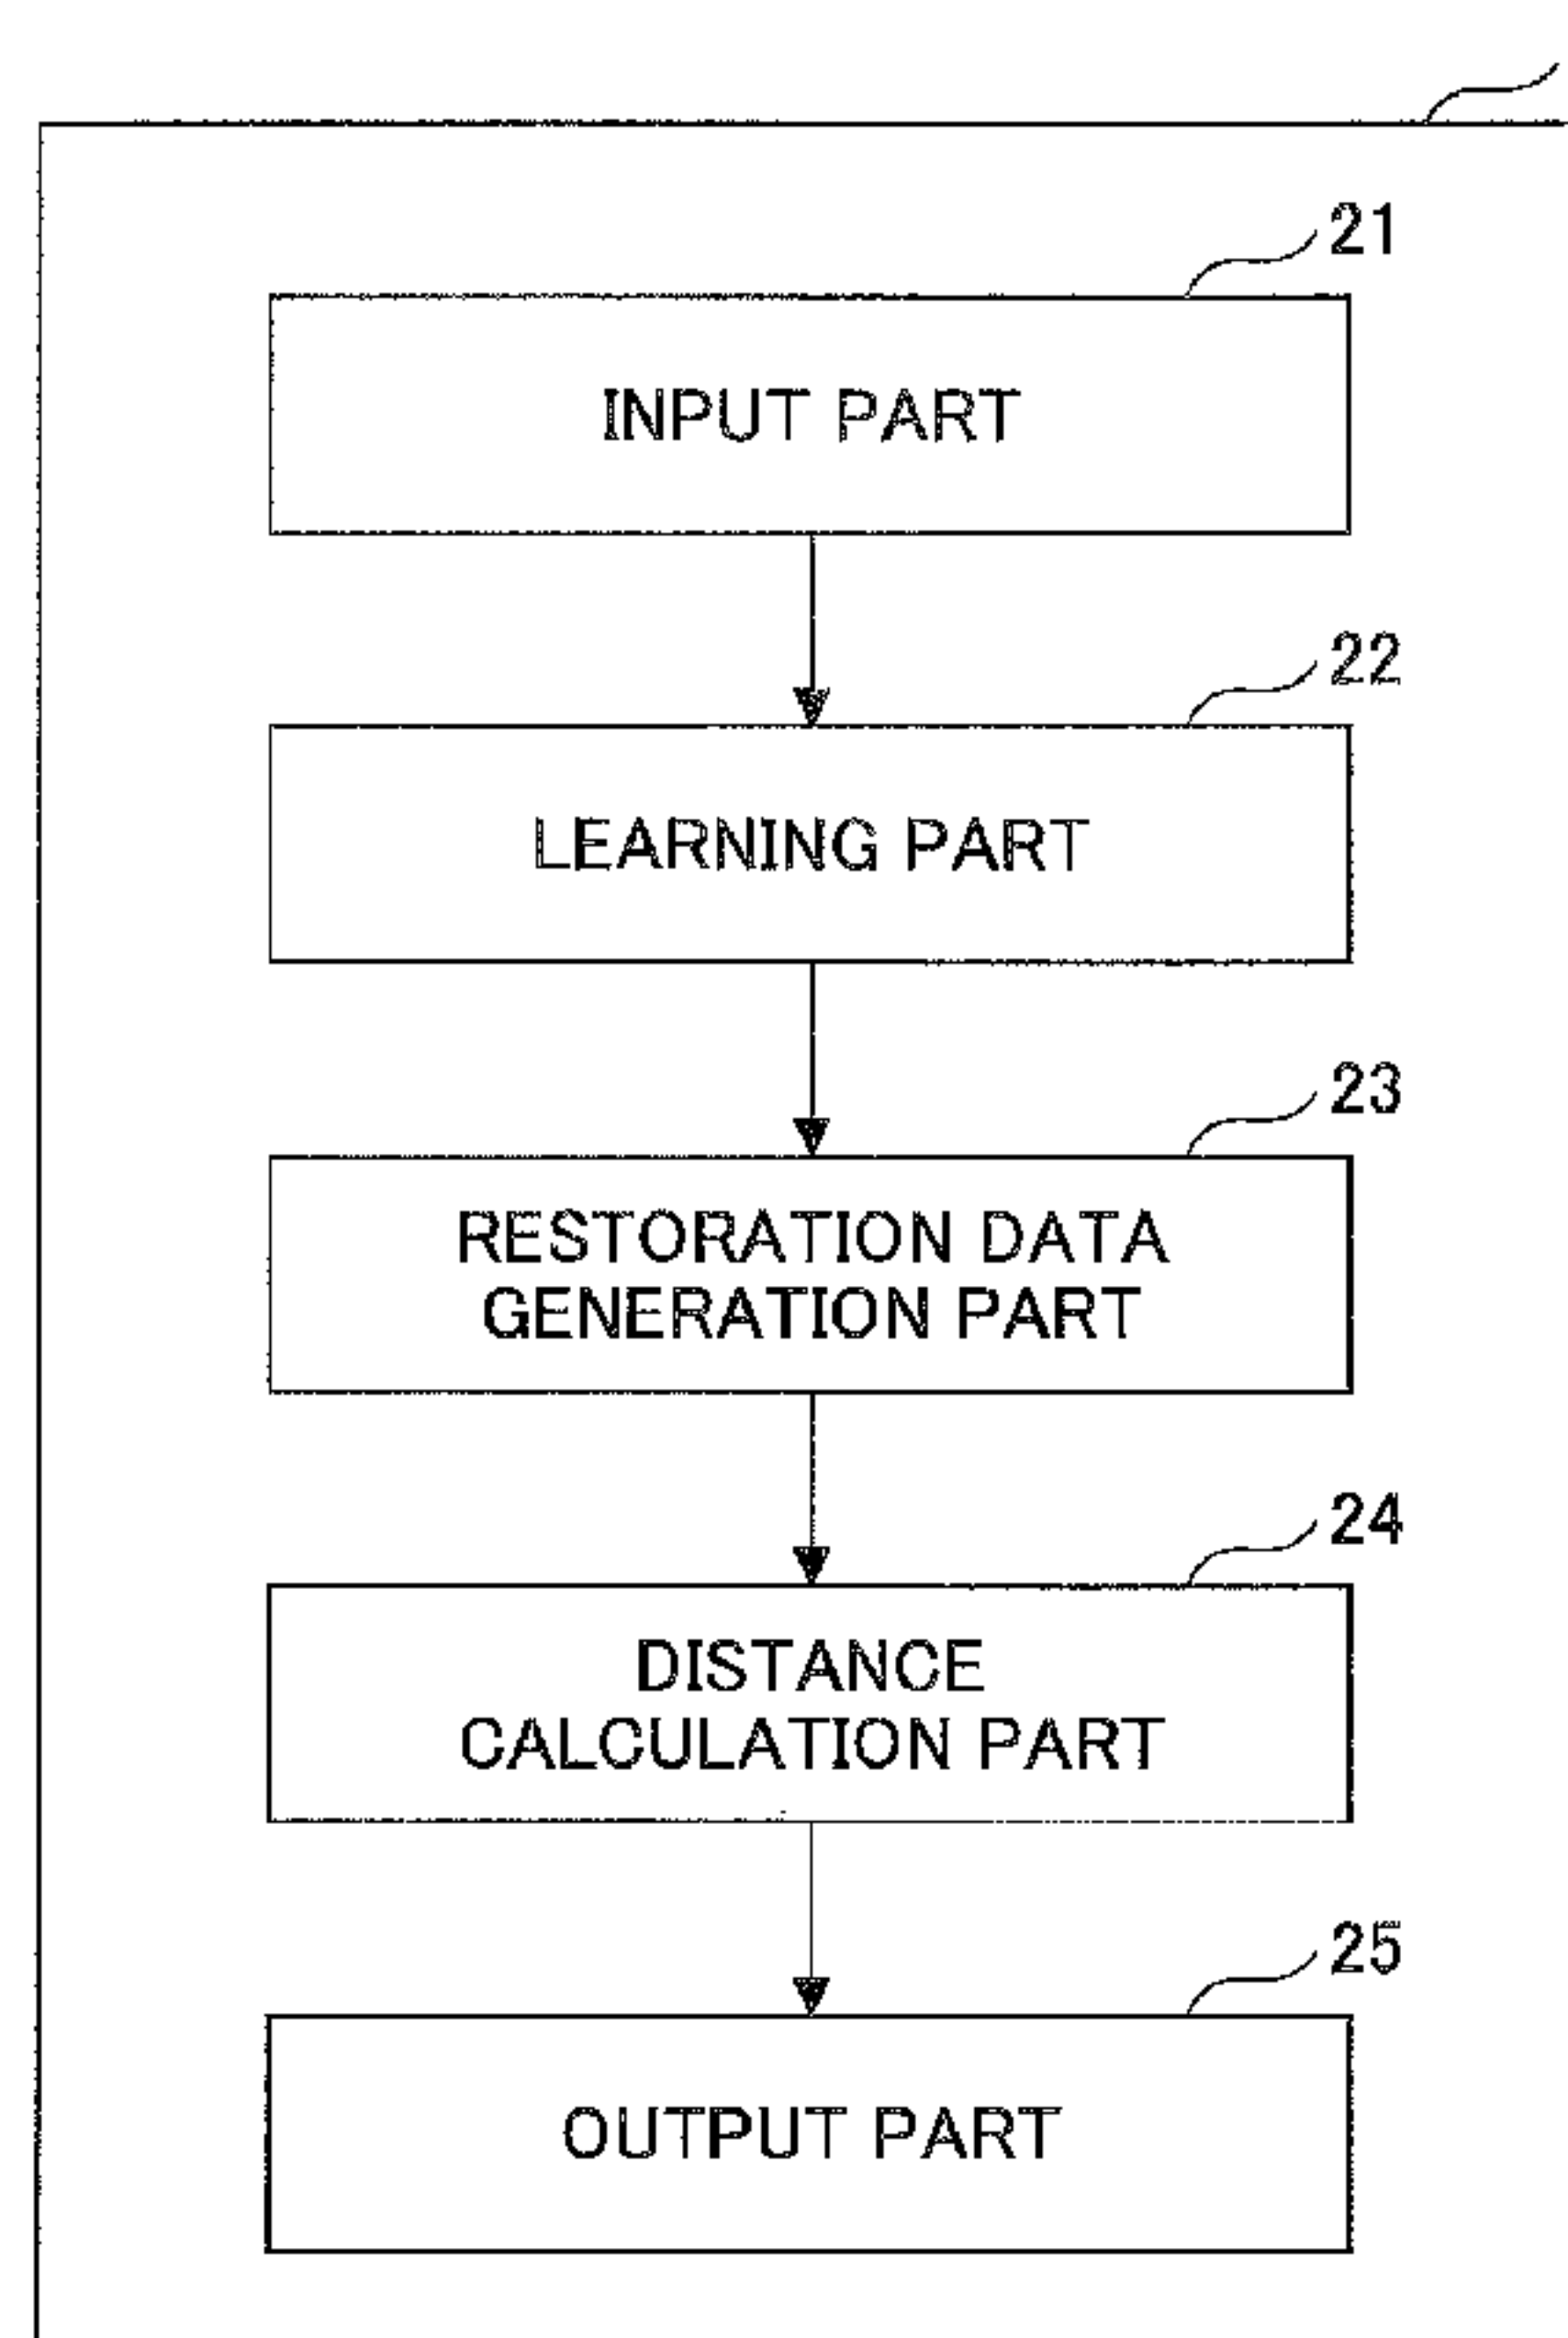 21
INPUT PART
22
LEARNING PART
23
RESTORATION DATA
GENERATION PART
24
DISTANCE
CALCULATION PART
25
OUTPUT PART